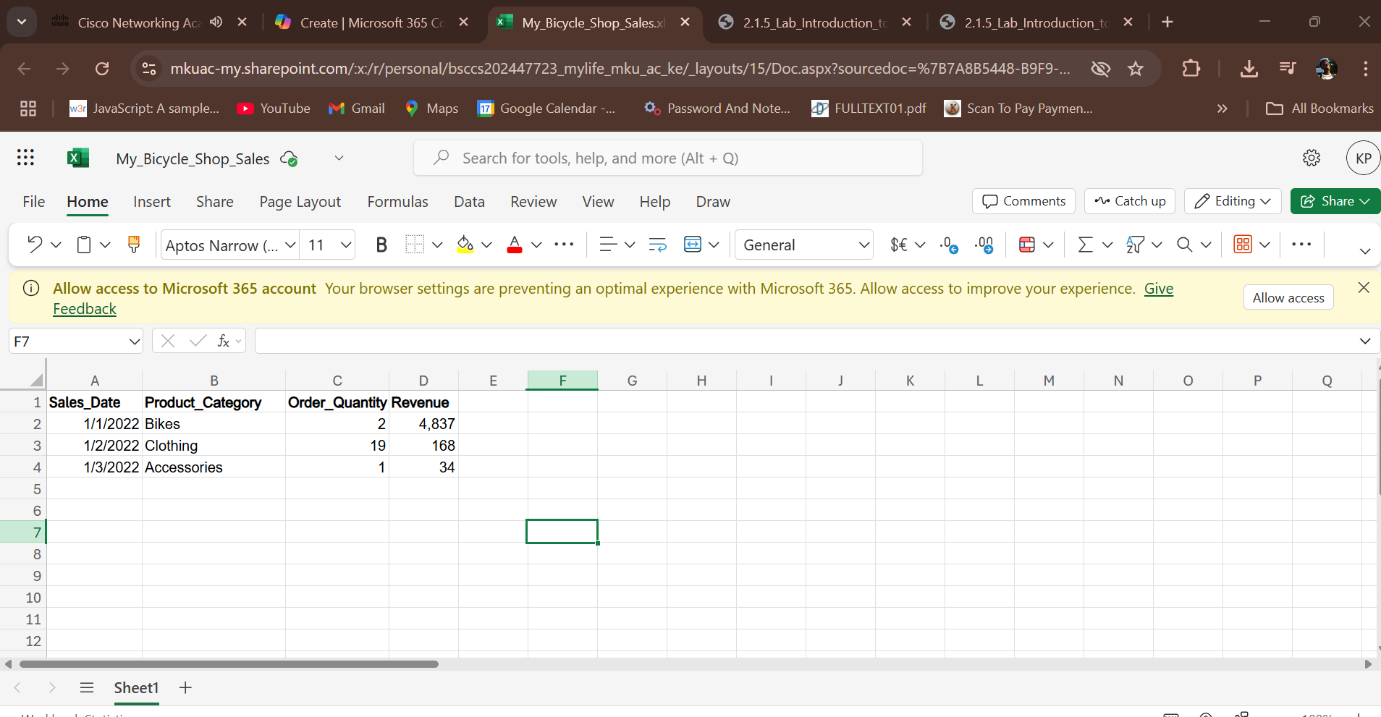 Cisco Networking Aca
Create | Microsoft 365 Co
My_Bicycle_Shop_Sales.xl
2.1.5_Lab_Introduction_to
2.1.5_Lab_Introduction_to
mkuac-my.sharepoint.com/:x:/r/personal/bsccs202447723_mylife_mku_ac_ke/_layouts/15/Doc.aspx?sourcedoc=%7B7A8B5448-B9F9-...
JavaScript: A sample...
YouTube
Gmail
Maps
Google Calendar -...
Password And Note...
FULLTEXT01.pdf
Scan To Pay Paymen...
All Bookmarks
My_Bicycle_Shop_Sales
Search for tools, help, and more (Alt + Q)
KP
File Home Insert Share Page Layout Formulas Data Review View Help Draw
Comments
Catch up
Editing
Share
Aptos Narrow (...
11
B
General
$€
Allow access to Microsoft 365 account Your browser settings are preventing an optimal experience with Microsoft 365. Allow access to improve your experience. Give
Feedback
Allow access
F7
fx
A B C D E F G H I J K L M N O P Q
1 Sales_Date Product_Category Order_Quantity Revenue
2 1/1/2022 Bikes 2 4,837
3 1/2/2022 Clothing 19 168
4 1/3/2022 Accessories 1 34
5
6
7
8
9
10
11
12
Sheet1